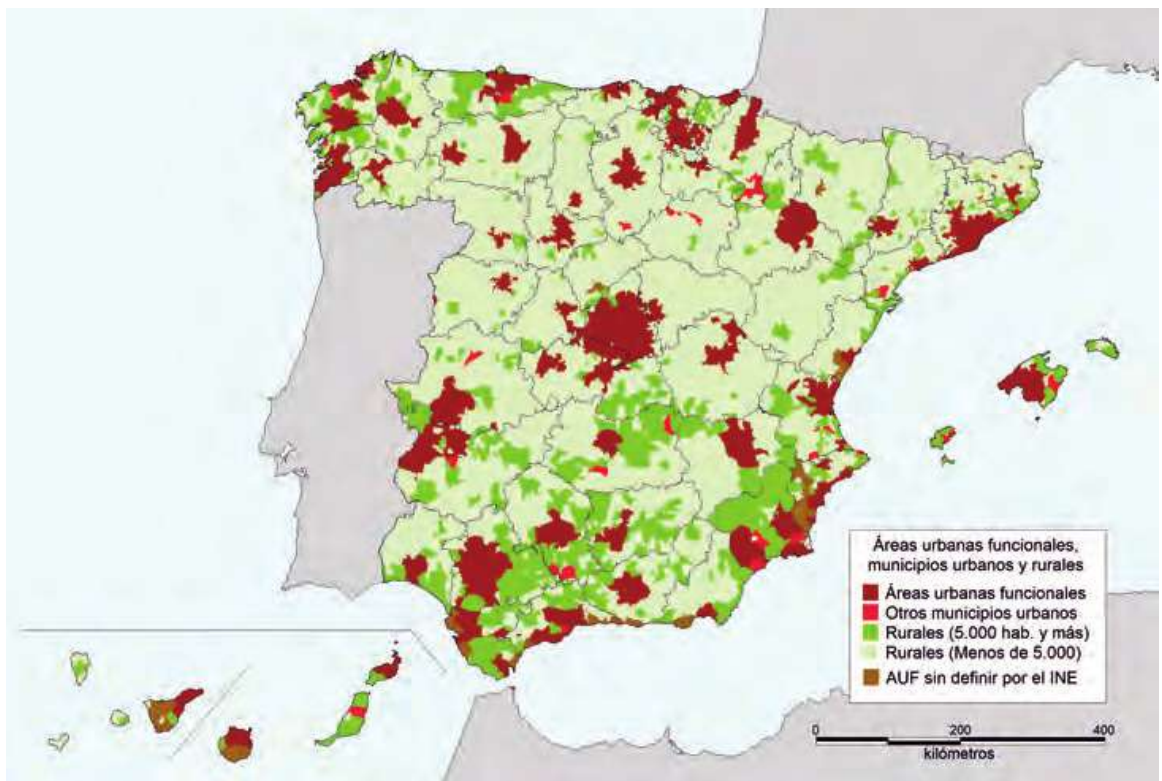 Áreas urbanas funcionales,
municipios urbanos y rurales
Áreas urbanas funcionales
Otros municipios urbanos
Rurales (5.000 hab. y más)
Rurales (Menos de 5.000)
AUF sin definir por el INE
0 200 400
kilómetros